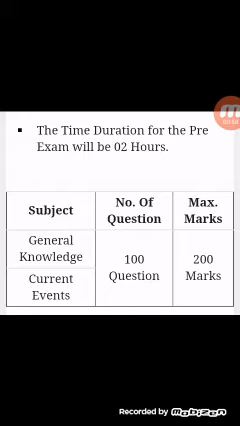 ▪ The Time Duration for the Pre
Exam will be 02 Hours.
Subject
No. Of
Question
Max.
Marks
General
Knowledge
Current
Events
100
Question
200
Marks
Recorded by mobizen